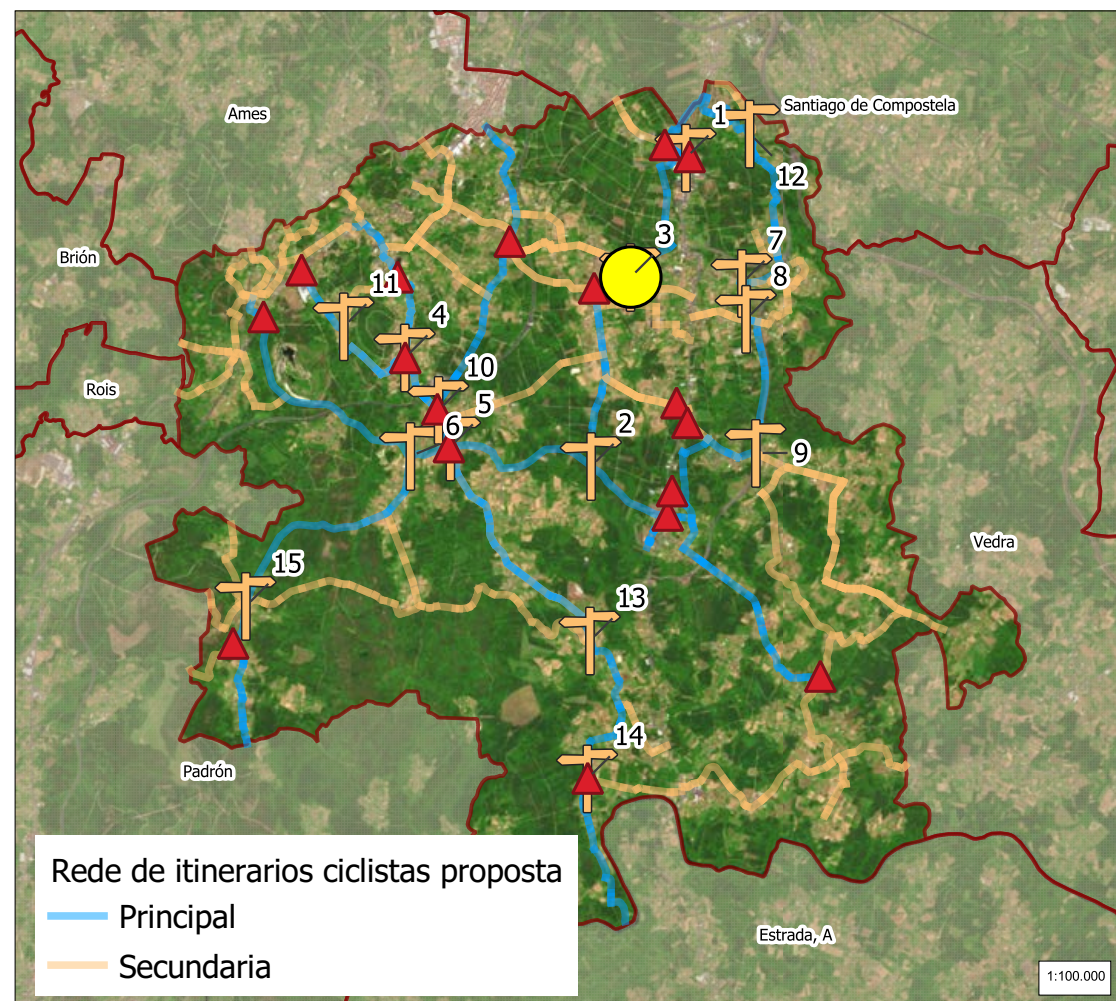 Ames
Santiago de Compostela
1
12
3
7
8
Brión
11
4
10
5
6
2
9
Rois
Vedra
15
13
14
Padrón
Estrada, A
Rede de itinerarios ciclistas proposta
Principal
Secundaria
1:100.000